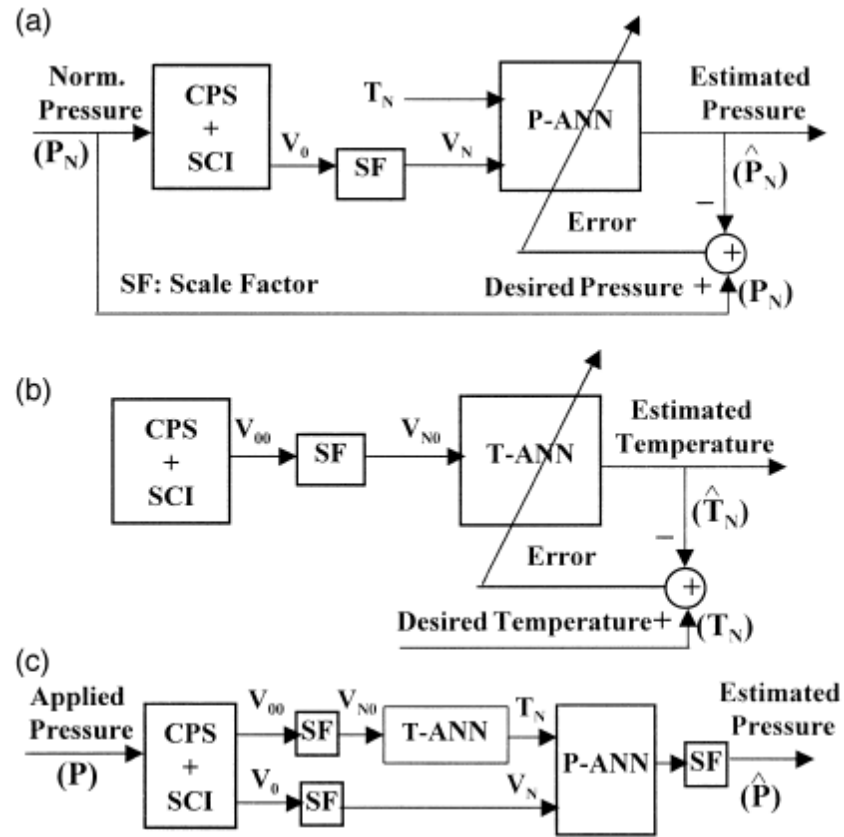 (a)
Norm.
Pressure
(P_N)
CPS
+
SCI
V_0
SF
T_N
V_N
P-ANN
Estimated
Pressure
(P̂_N)
−
+
Error
SF: Scale Factor
Desired Pressure +
(P_N)
(b)
CPS
+
SCI
V_00
SF
V_N0
T-ANN
Estimated
Temperature
(T̂_N)
−
+
Error
Desired Temperature+
(T_N)
(c)
Applied
Pressure
(P)
CPS
+
SCI
V_00
SF
V_N0
T-ANN
T_N
V_0
SF
V_N
P-ANN
SF
Estimated
Pressure
(P̂)